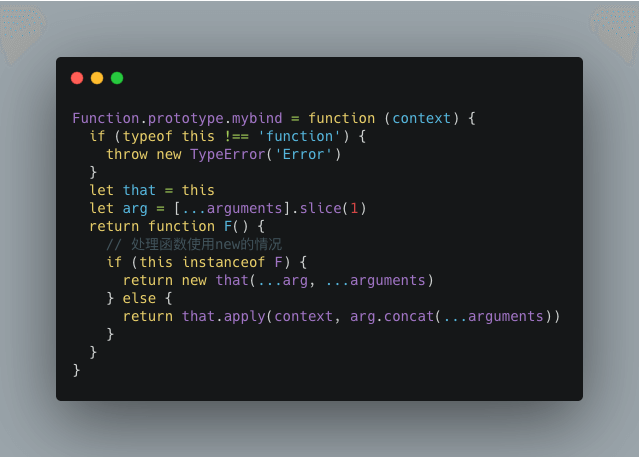 Function.prototype.mybind = function (context) {
  if (typeof this !== 'function') {
    throw new TypeError('Error')
  }
  let that = this
  let arg = [...arguments].slice(1)
  return function F() {
    // 处理函数使用new的情况
    if (this instanceof F) {
      return new that(...arg, ...arguments)
    } else {
      return that.apply(context, arg.concat(...arguments))
    }
  }
}